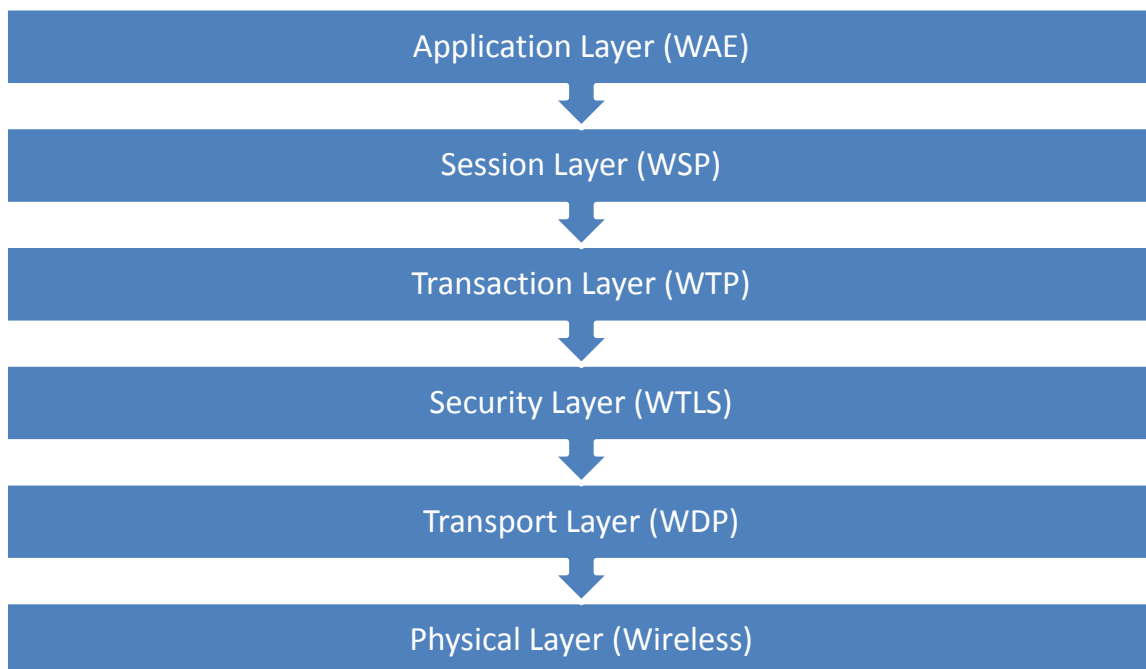 Application Layer (WAE)
Session Layer (WSP)
Transaction Layer (WTP)
Security Layer (WTLS)
Transport Layer (WDP)
Physical Layer (Wireless)